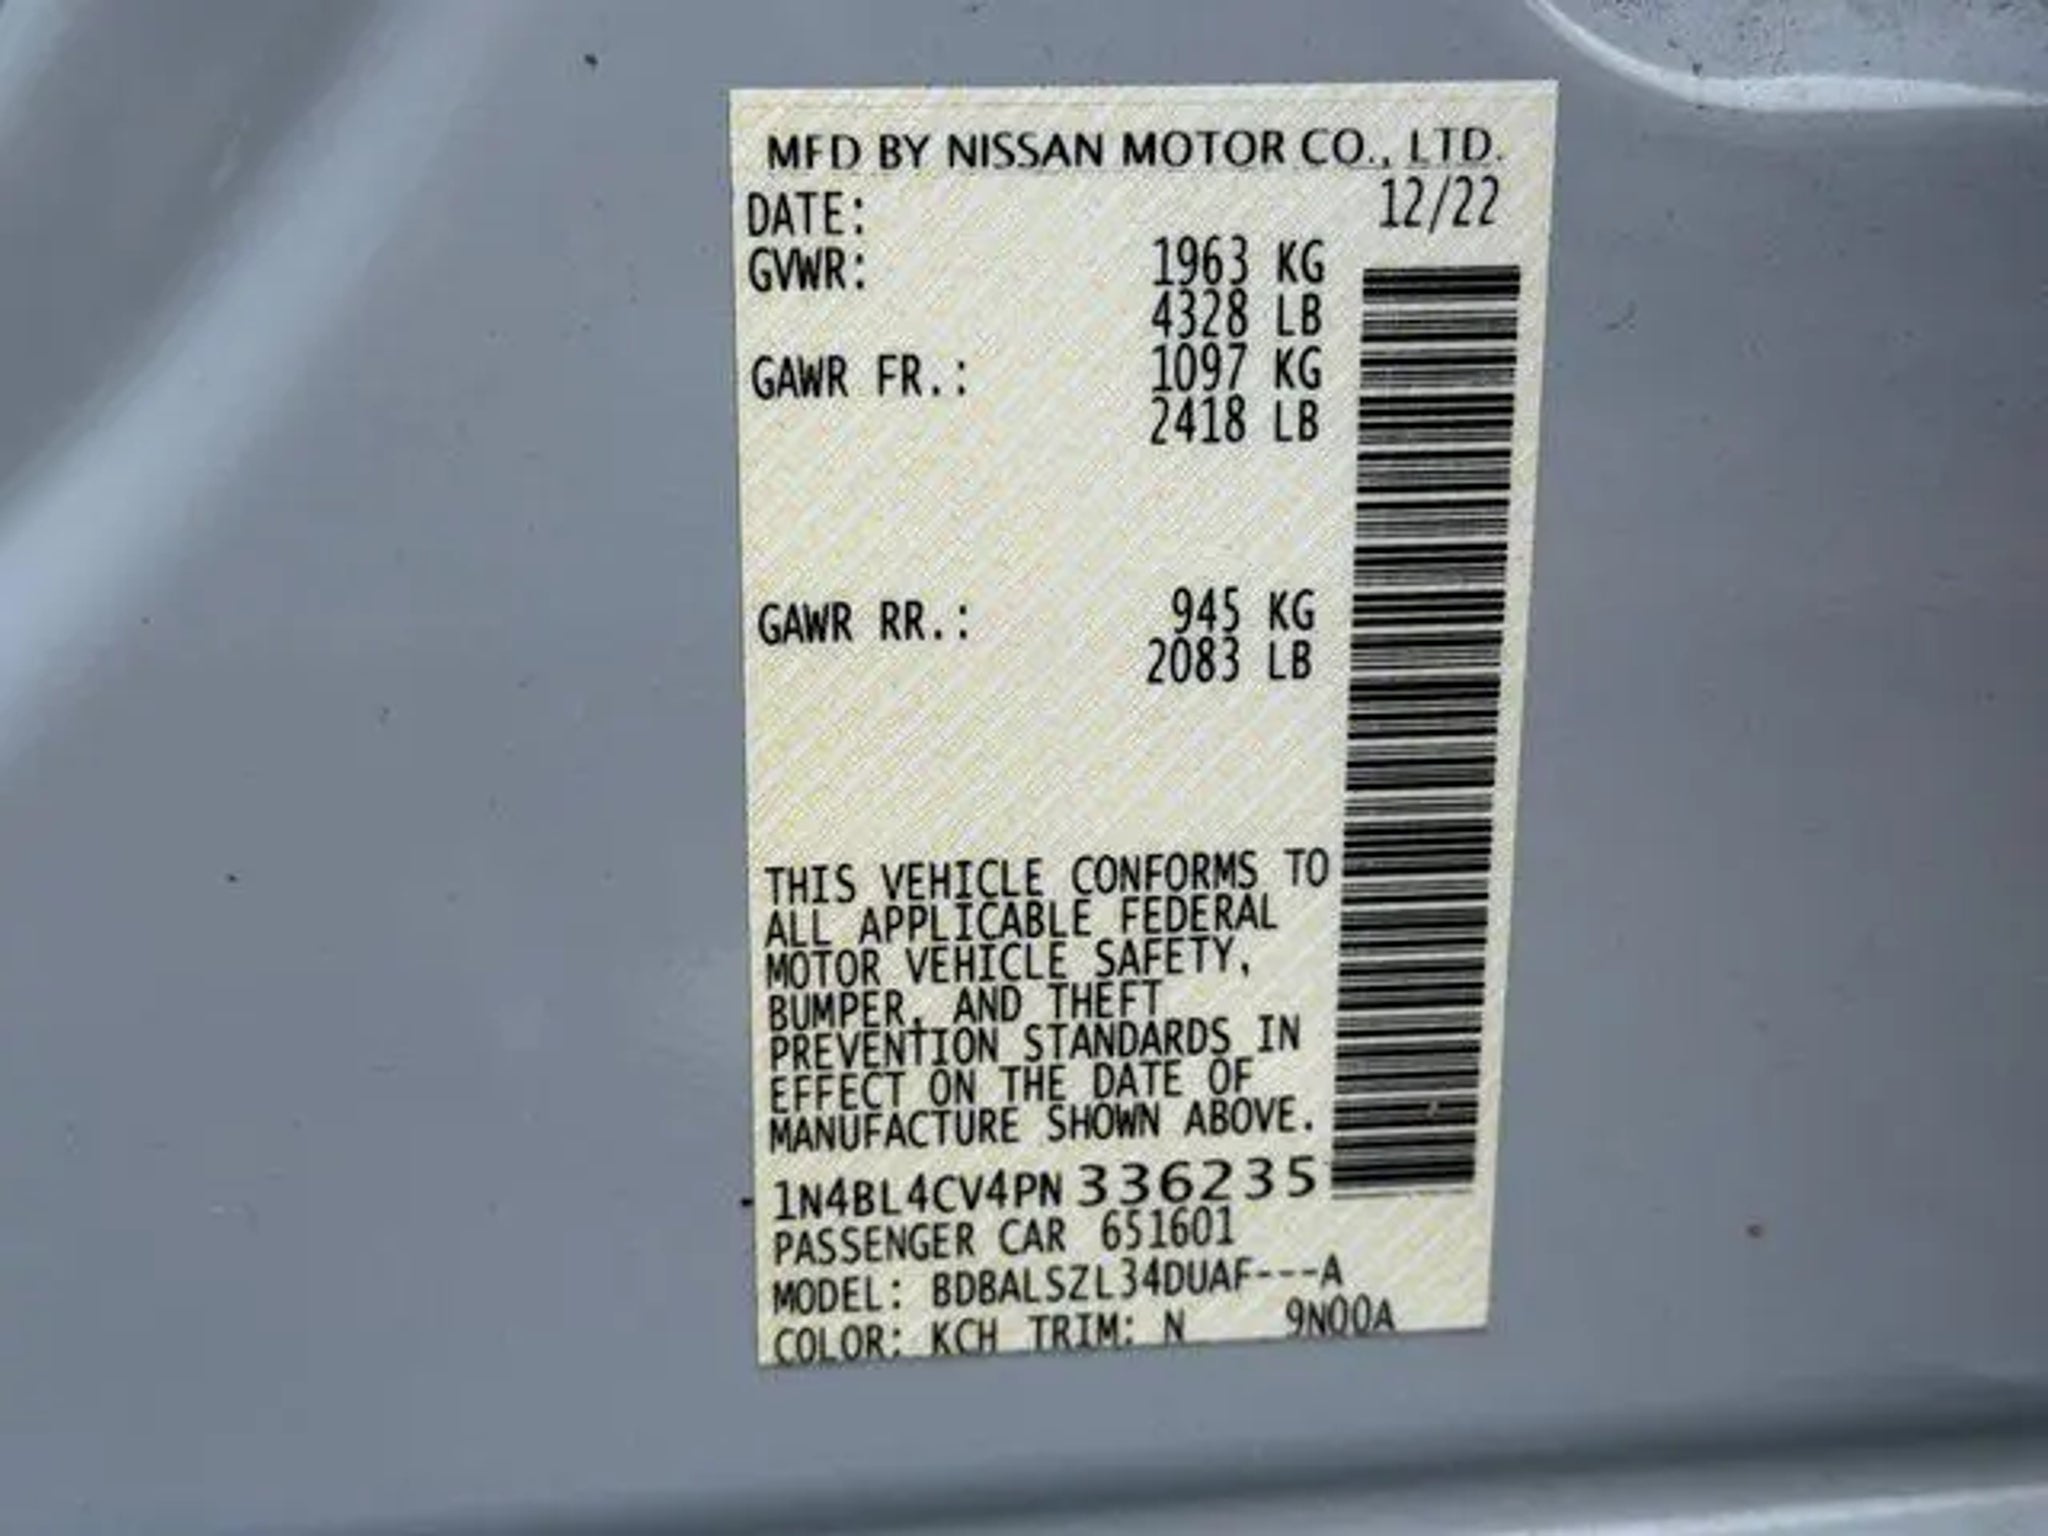 MFD BY NISSAN MOTOR CO., LTD.
DATE: 12/22
GVWR: 1963 KG
4328 LB
GAWR FR.: 1097 KG
2418 LB
GAWR RR.: 945 KG
2083 LB
THIS VEHICLE CONFORMS TO
ALL APPLICABLE FEDERAL
MOTOR VEHICLE SAFETY,
BUMPER, AND THEFT
PREVENTION STANDARDS IN
EFFECT ON THE DATE OF
MANUFACTURE SHOWN ABOVE.
1N4BL4CV4PN336235
PASSENGER CAR 651601
MODEL: BDBALSZL34DUAF---A
COLOR: KCH TRIM: N 9N00A